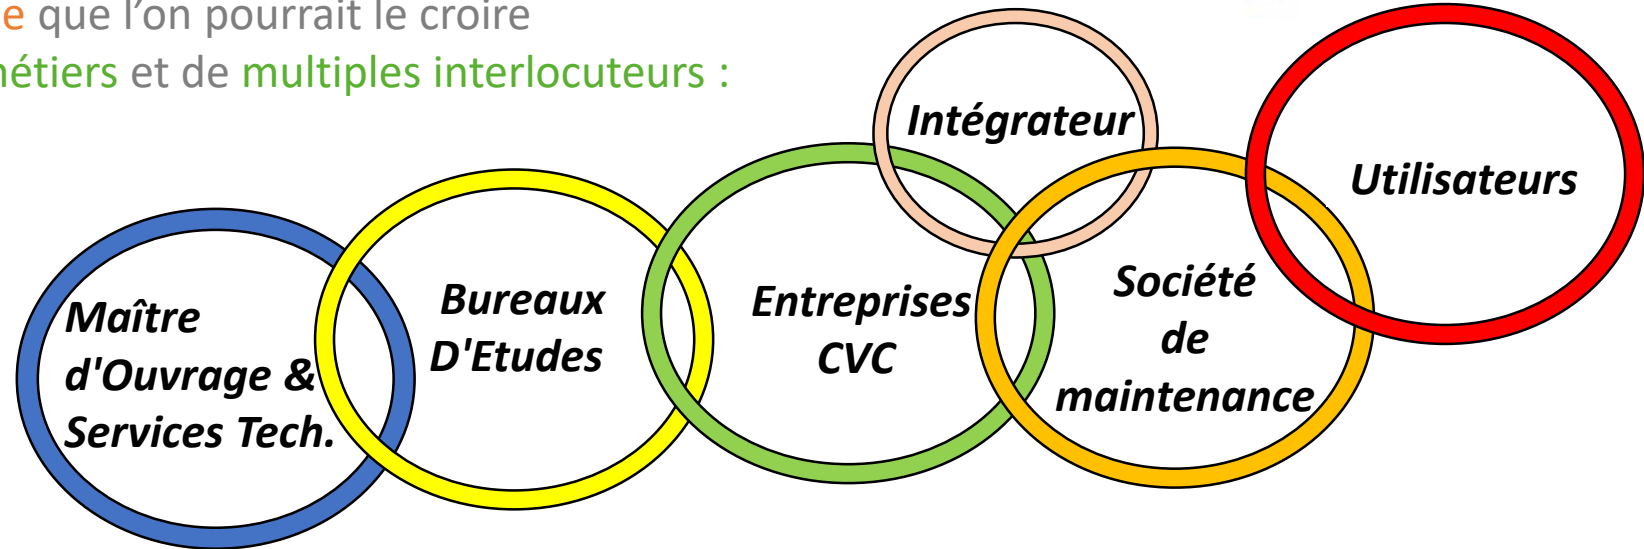 que l'on pourrait le croire
et de multiples interlocuteurs :
Intégrateur
Utilisateurs
Maître
d'Ouvrage &
Services Tech.
Bureaux
D'Etudes
Entreprises
CVC
Société
de
maintenance